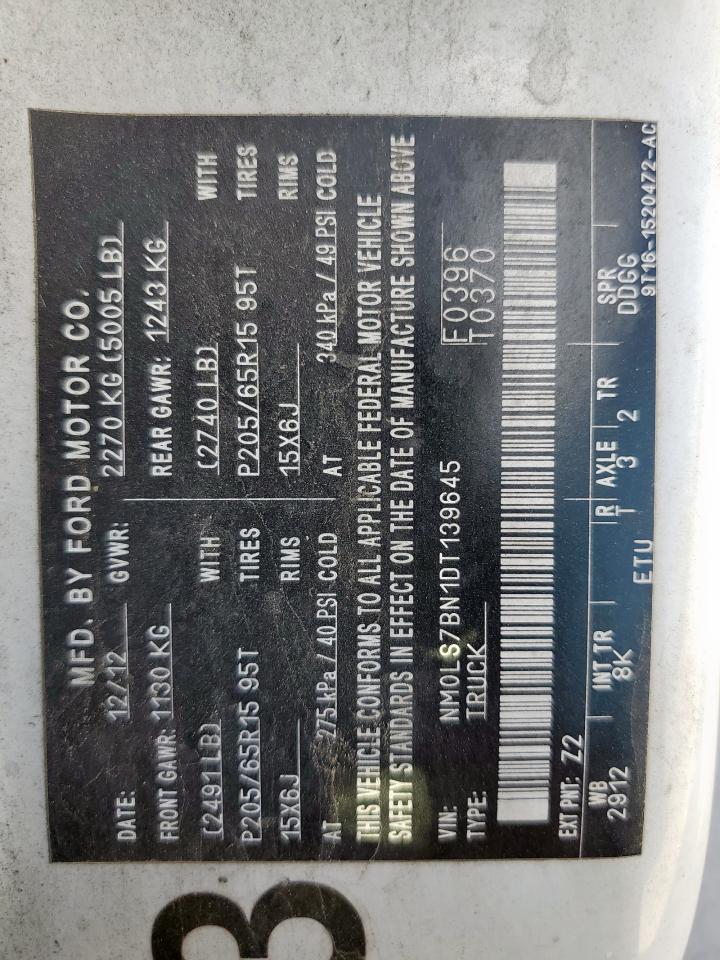 MFD. BY FORD MOTOR CO.
DATE: 12/12 GVWR: 2270 KG (5005 LB)
FRONT GAWR: 1130 KG REAR GAWR: 1243 KG
(2491 LB) WITH (2740 LB) WITH
P205/65R15 95T TIRES P205/65R15 95T TIRES
15X6J RIMS 15X6J RIMS
AT 275 kPa / 40 PSI COLD AT 340 kPa / 49 PSI COLD
THIS VEHICLE CONFORMS TO ALL APPLICABLE FEDERAL MOTOR VEHICLE
SAFETY STANDARDS IN EFFECT ON THE DATE OF MANUFACTURE SHOWN ABOVE
VIN: NM0LS7BN1DT139645 F0396
TYPE: TRUCK T0370
EXT PNT: Z2
WB INT TR R AXLE TR SPR
2912 8K T 3 2 DDGG
ETU 9T16-1520472-AC
3